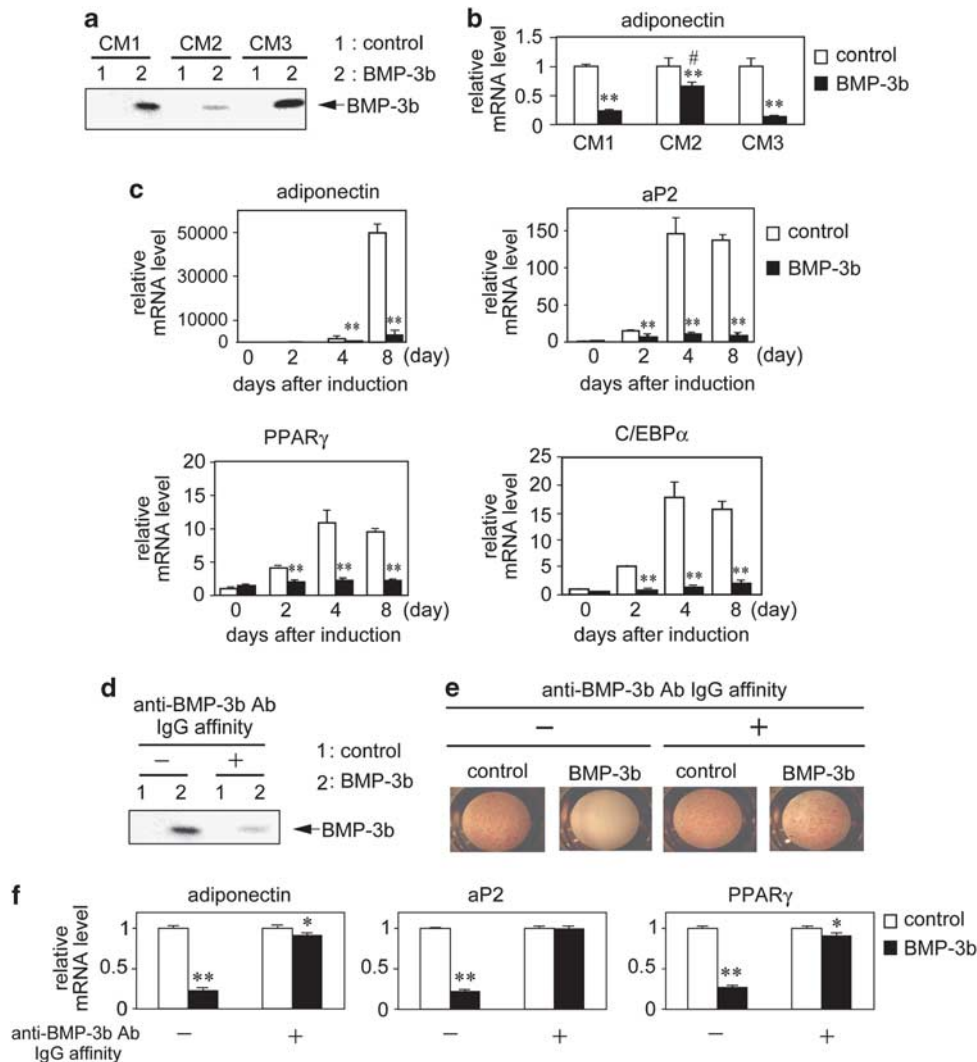 a
CM1 CM2 CM3
1 : control
1 2 1 2 1 2
2 : BMP-3b
BMP-3b
b
adiponectin
relative
mRNA level
1.5
1
0.5
0
#
** ** **
CM1 CM2 CM3
control
BMP-3b
c
adiponectin
relative
mRNA level
50000
30000
10000
0
** **
0 2 4 8 (day)
days after induction
aP2
relative
mRNA level
150
100
50
0
** ** **
0 2 4 8 (day)
days after induction
control
BMP-3b
PPARγ
relative
mRNA level
20
15
10
5
0
** ** **
0 2 4 8 (day)
days after induction
C/EBPα
relative
mRNA level
25
20
15
10
5
0
** ** **
0 2 4 8 (day)
days after induction
d
anti-BMP-3b Ab
IgG affinity
− +
1 : control
1 2 1 2
2: BMP-3b
BMP-3b
e
anti-BMP-3b Ab IgG affinity
− +
control BMP-3b control BMP-3b
f
adiponectin
relative
mRNA level
1
0.5
0
** *
− +
aP2
1
0.5
0
**
− +
PPARγ
1
0.5
0
** *
− +
control
BMP-3b
anti-BMP-3b Ab
IgG affinity